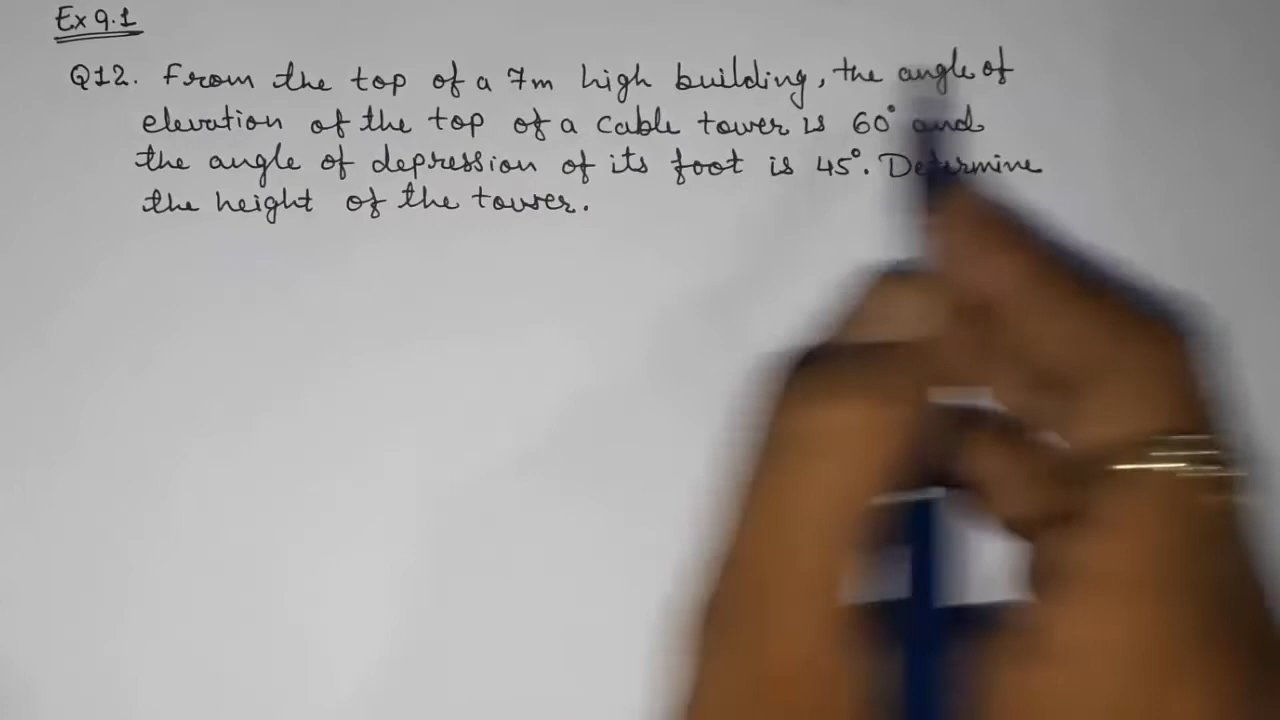 Ex 9.1
Q12. From the top of a 7m high building, the angle of
elevation of the top of a cable tower is 60° and
the angle of depression of its foot is 45°. Determine
the height of the tower.